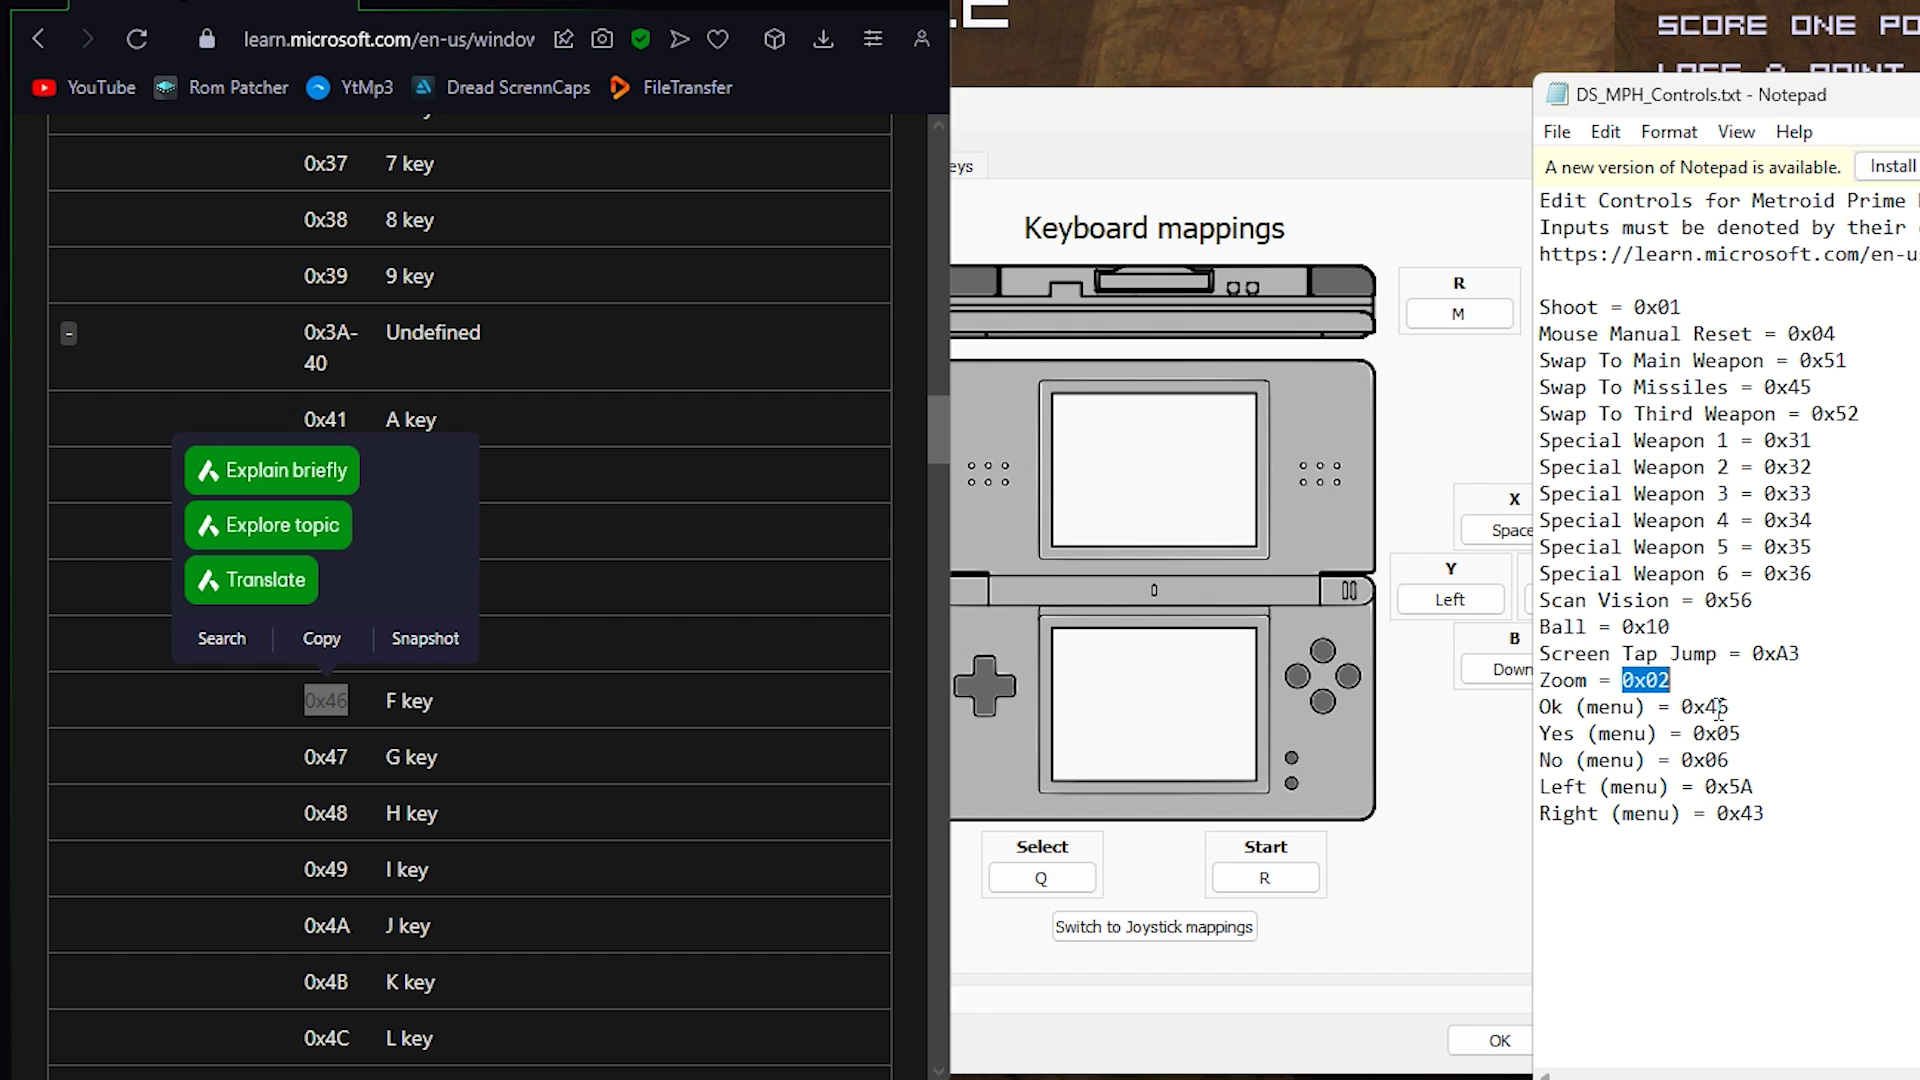 learn.microsoft.com/en-us/window
YouTube
Rom Patcher
YtMp3
Dread ScrennCaps
FileTransfer
0x37 7 key
0x38 8 key
0x39 9 key
0x3A-
40
Undefined
0x41 A key
Explain briefly
Explore topic
Translate
Search
Copy
Snapshot
0x46 F key
0x47 G key
0x48 H key
0x49 I key
0x4A J key
0x4B K key
0x4C L key
eys
Keyboard mappings
R
M
X
Space
Y
Left
B
Down
Select
Q
Start
R
Switch to Joystick mappings
OK
SCORE ONE PO
DS_MPH_Controls.txt - Notepad
File Edit Format View Help
A new version of Notepad is available.
Install
Edit Controls for Metroid Prime
Inputs must be denoted by their
https://learn.microsoft.com/en-us
Shoot = 0x01
Mouse Manual Reset = 0x04
Swap To Main Weapon = 0x51
Swap To Missiles = 0x45
Swap To Third Weapon = 0x52
Special Weapon 1 = 0x31
Special Weapon 2 = 0x32
Special Weapon 3 = 0x33
Special Weapon 4 = 0x34
Special Weapon 5 = 0x35
Special Weapon 6 = 0x36
Scan Vision = 0x56
Ball = 0x10
Screen Tap Jump = 0xA3
Zoom = 0x02
Ok (menu) = 0x46
Yes (menu) = 0x05
No (menu) = 0x06
Left (menu) = 0x5A
Right (menu) = 0x43